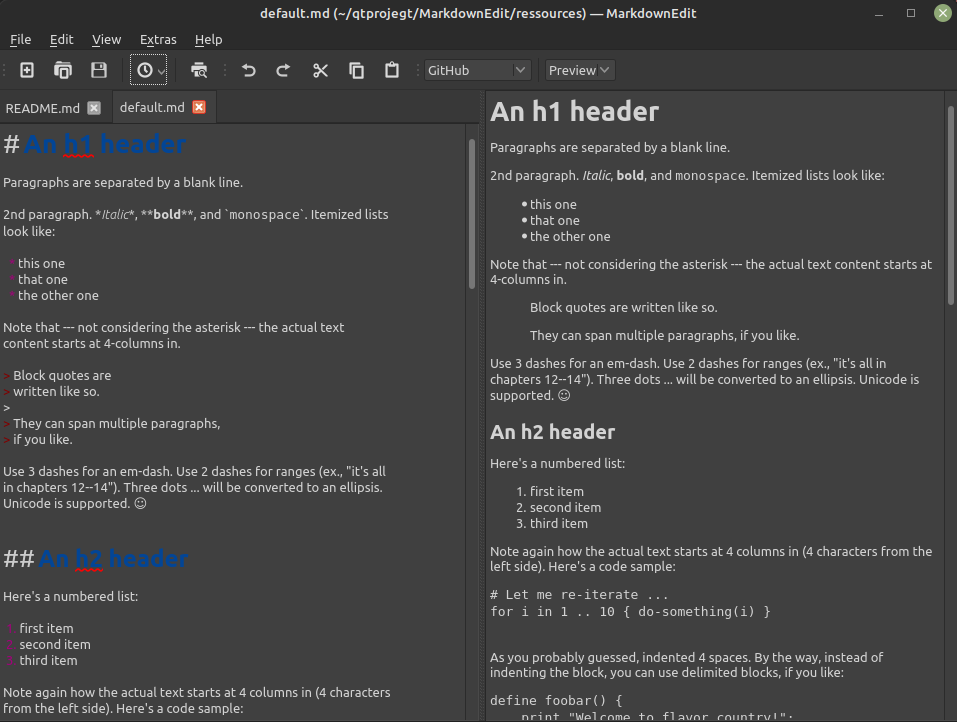 default.md (~/qtprojegt/MarkdownEdit/ressources) — MarkdownEdit
File Edit View Extras Help
GitHub Preview
README.md default.md
# An h1 header
Paragraphs are separated by a blank line.
2nd paragraph. *Italic*, **bold**, and `monospace`. Itemized lists
look like:
* this one
* that one
* the other one
Note that --- not considering the asterisk --- the actual text
content starts at 4-columns in.
> Block quotes are
> written like so.
>
> They can span multiple paragraphs,
> if you like.
Use 3 dashes for an em-dash. Use 2 dashes for ranges (ex., "it's all
in chapters 12--14"). Three dots ... will be converted to an ellipsis.
Unicode is supported. ☺
## An h2 header
Here's a numbered list:
1. first item
2. second item
3. third item
Note again how the actual text starts at 4 columns in (4 characters
from the left side). Here's a code sample:
An h1 header
Paragraphs are separated by a blank line.
2nd paragraph. Italic, bold, and monospace. Itemized lists look like:
• this one
• that one
• the other one
Note that --- not considering the asterisk --- the actual text content starts at
4-columns in.
Block quotes are written like so.
They can span multiple paragraphs, if you like.
Use 3 dashes for an em-dash. Use 2 dashes for ranges (ex., "it's all in
chapters 12--14"). Three dots ... will be converted to an ellipsis. Unicode is
supported. ☺
An h2 header
Here's a numbered list:
1. first item
2. second item
3. third item
Note again how the actual text starts at 4 columns in (4 characters from the
left side). Here's a code sample:
# Let me re-iterate ...
for i in 1 .. 10 { do-something(i) }
As you probably guessed, indented 4 spaces. By the way, instead of
indenting the block, you can use delimited blocks, if you like:
define foobar() {
print "Welcome to flavor country!";